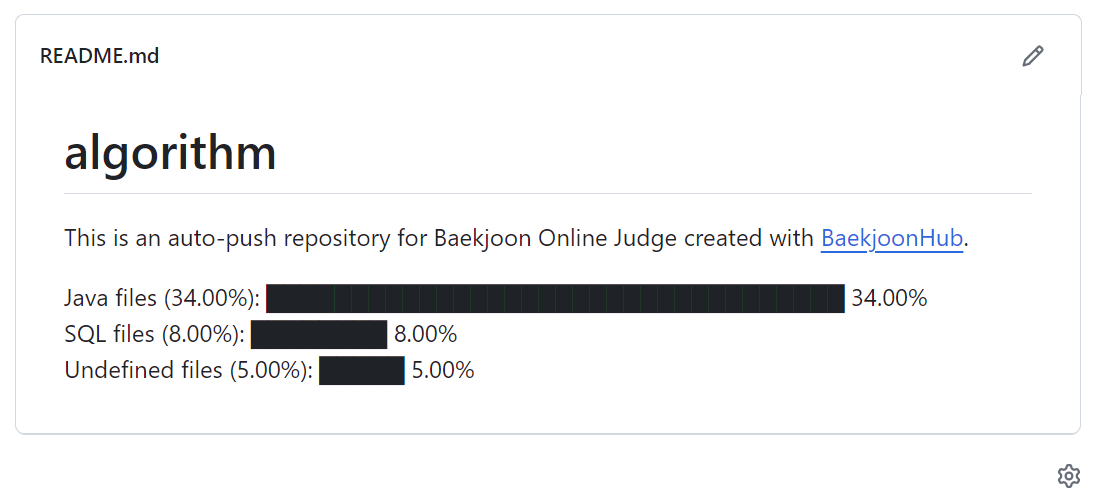 README.md
algorithm
This is an auto-push repository for Baekjoon Online Judge created with BaekjoonHub.
Java files (34.00%): ██████████████████████████████████ 34.00%
SQL files (8.00%): ████████ 8.00%
Undefined files (5.00%): █████ 5.00%